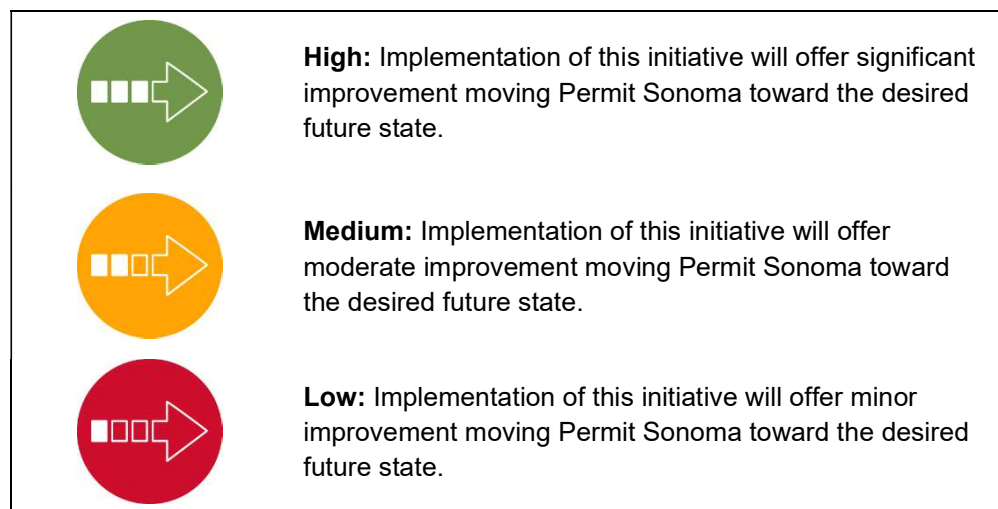 High: Implementation of this initiative will offer significant
improvement moving Permit Sonoma toward the desired
future state.
Medium: Implementation of this initiative will offer
moderate improvement moving Permit Sonoma toward
the desired future state.
Low: Implementation of this initiative will offer minor
improvement moving Permit Sonoma toward the desired
future state.